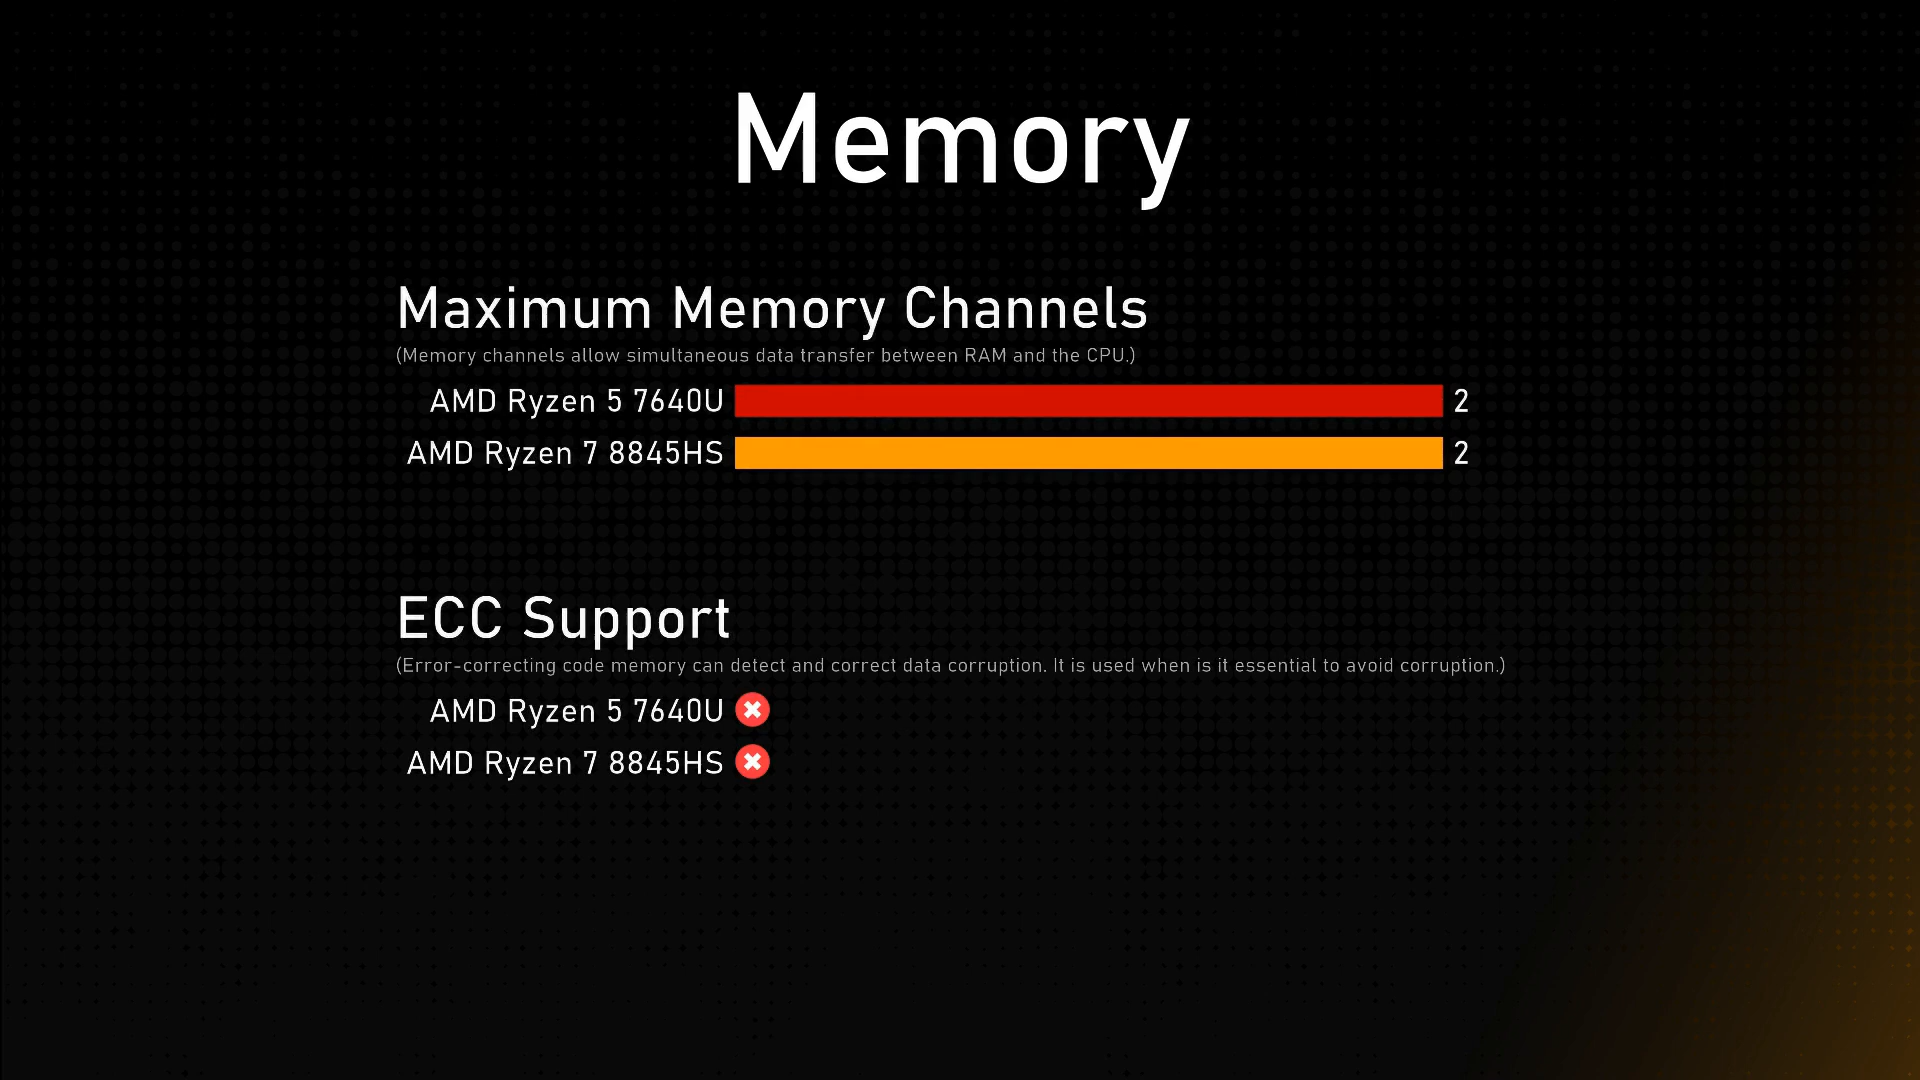 Memory
Maximum Memory Channels
(Memory channels allow simultaneous data transfer between RAM and the CPU.)
AMD Ryzen 5 7640U 2
AMD Ryzen 7 8845HS 2
ECC Support
(Error-correcting code memory can detect and correct data corruption. It is used when is it essential to avoid corruption.)
AMD Ryzen 5 7640U
AMD Ryzen 7 8845HS